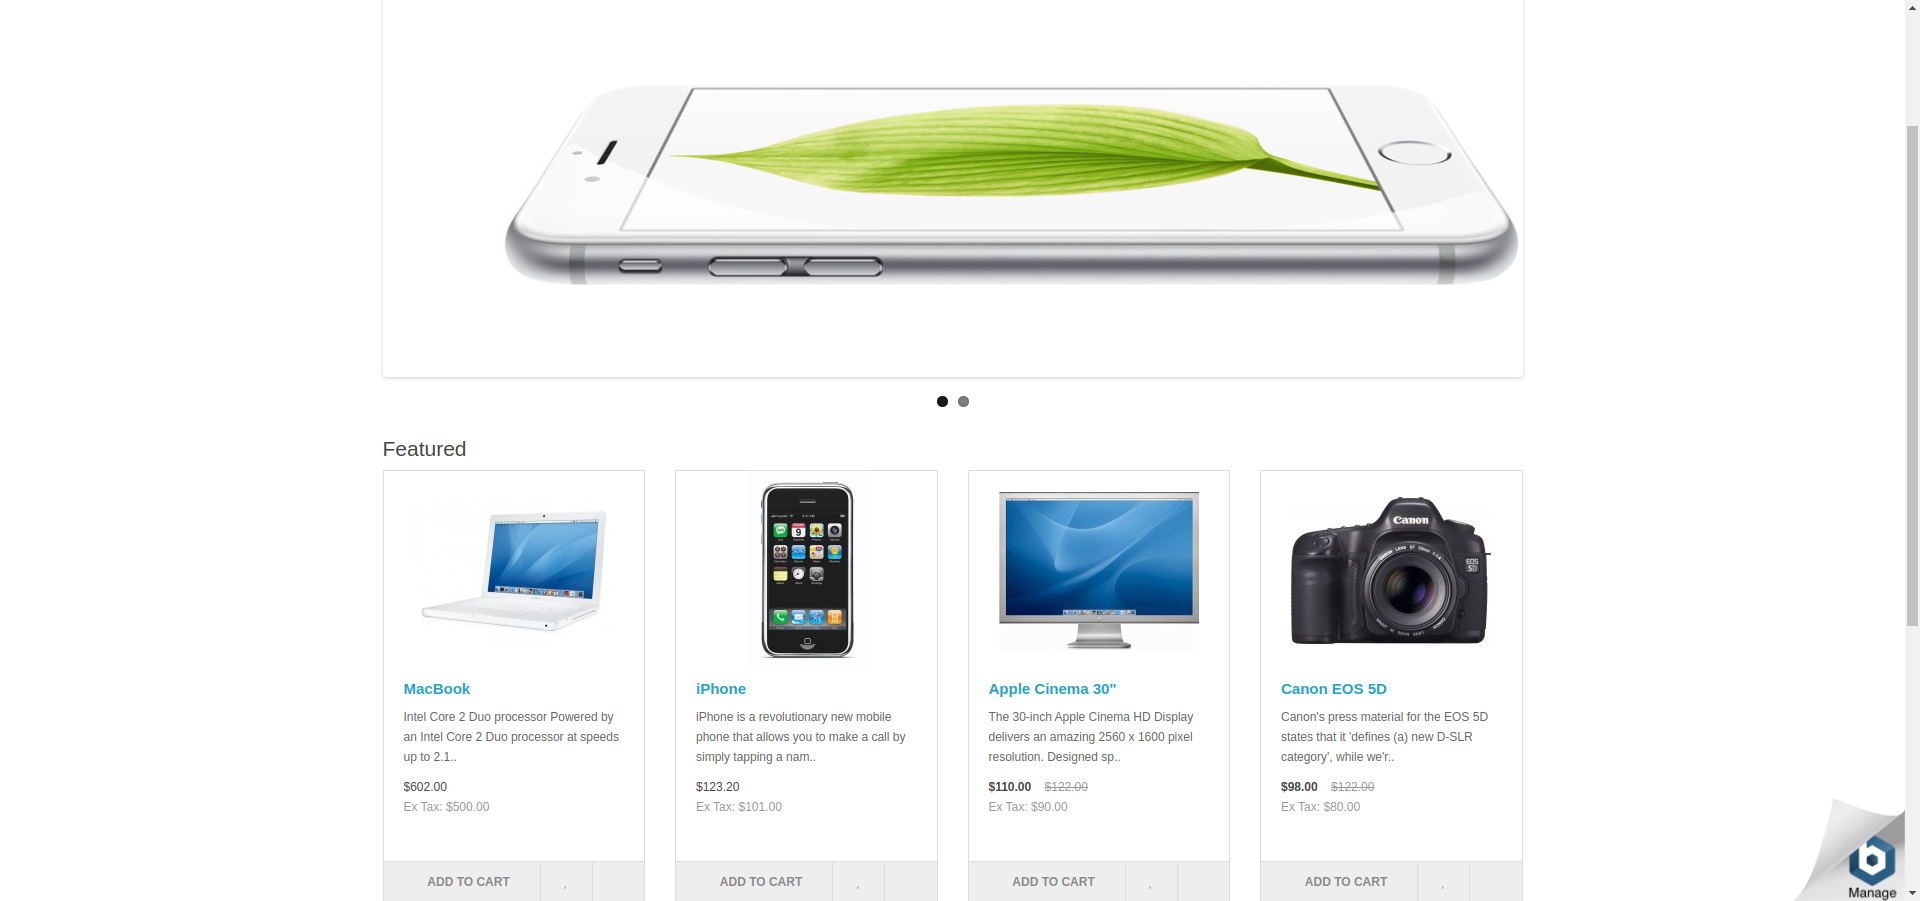 Featured
MacBook
Intel Core 2 Duo processor Powered by
an Intel Core 2 Duo processor at speeds
up to 2.1..
$602.00
Ex Tax: $500.00
ADD TO CART
iPhone
iPhone is a revolutionary new mobile
phone that allows you to make a call by
simply tapping a nam..
$123.20
Ex Tax: $101.00
ADD TO CART
Apple Cinema 30"
The 30-inch Apple Cinema HD Display
delivers an amazing 2560 x 1600 pixel
resolution. Designed sp..
$110.00 $122.00
Ex Tax: $90.00
ADD TO CART
Canon
EOS
5D
Canon EOS 5D
Canon's press material for the EOS 5D
states that it 'defines (a) new D-SLR
category', while we'r..
$98.00 $122.00
Ex Tax: $80.00
ADD TO CART
Manage